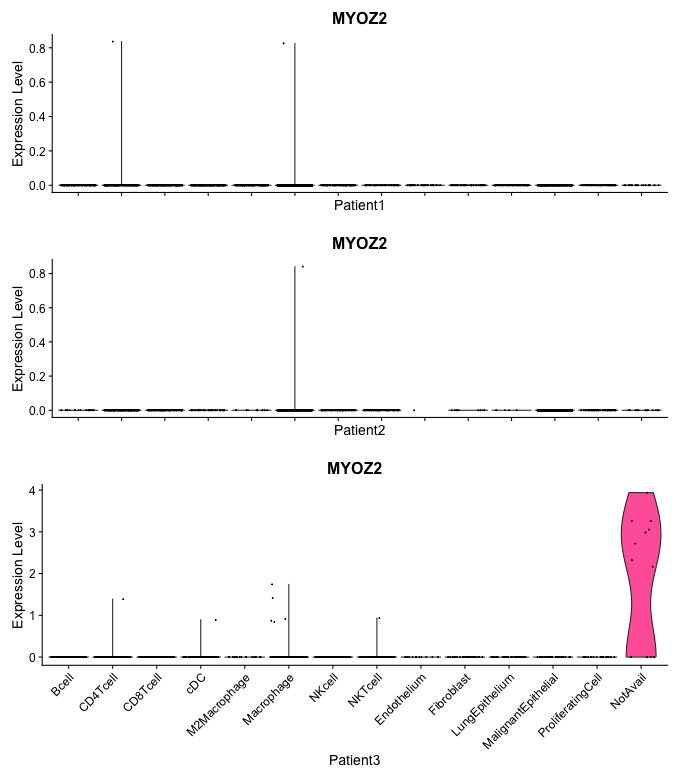 MYOZ2
0.8
0.6
0.4
0.2
0.0
Expression Level
Patient1
MYOZ2
0.8
0.6
0.4
0.2
0.0
Expression Level
Patient2
MYOZ2
4
3
2
1
0
Expression Level
Bcell
CD4Tcell
CD8Tcell
cDC
M2Macrophage
Macrophage
NKcell
NKTcell
Endothelium
Fibroblast
LungEpithelium
MalignantEpithelial
ProliferatingCell
NotAvail
Patient3